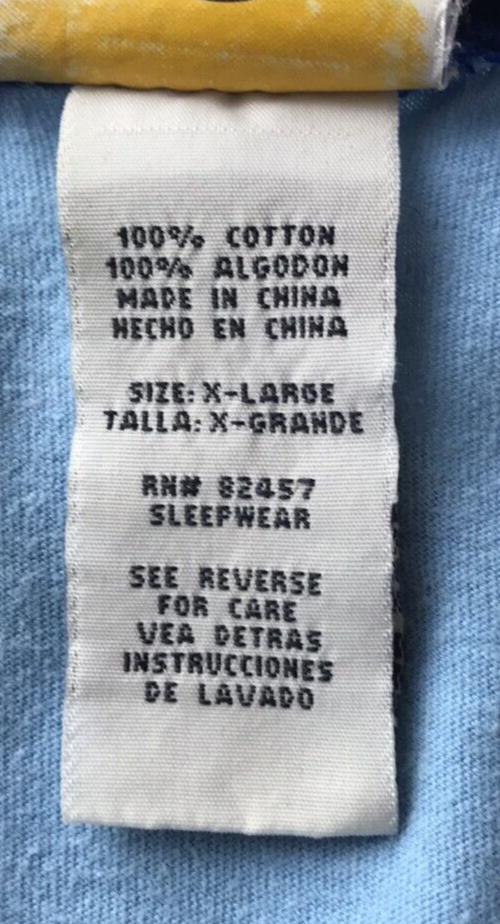 100% COTTON
100% ALGODON
MADE IN CHINA
HECHO EN CHINA
SIZE: X-LARGE
TALLA: X-GRANDE
RN# 82457
SLEEPWEAR
SEE REVERSE
FOR CARE
VEA DETRAS
INSTRUCCIONES
DE LAVADO